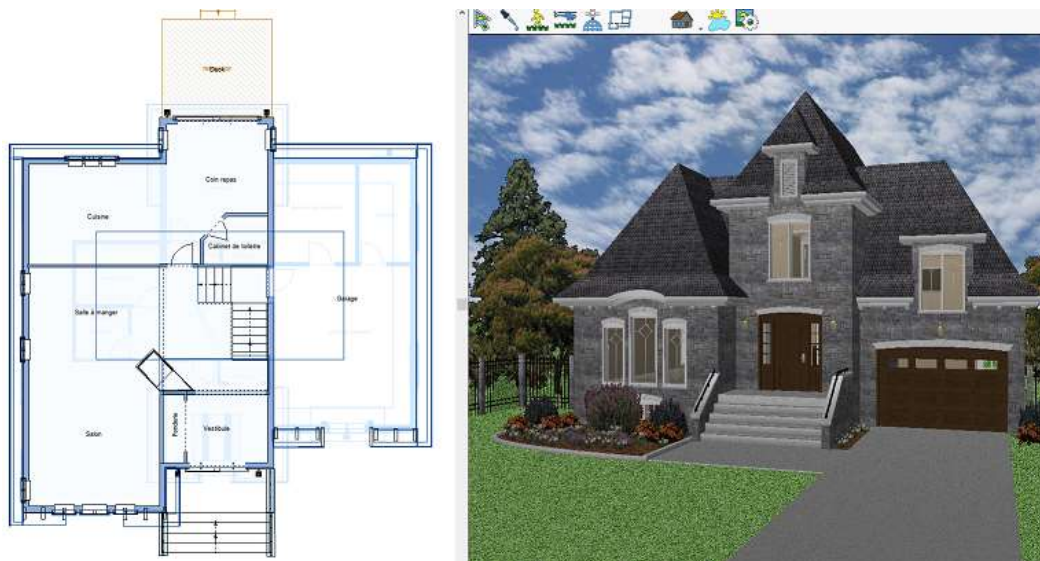 Deck
Coin repas
Cuisine
Cabinet de toilette
Salle à manger
Garage
Salon
Penderie
Vestibule